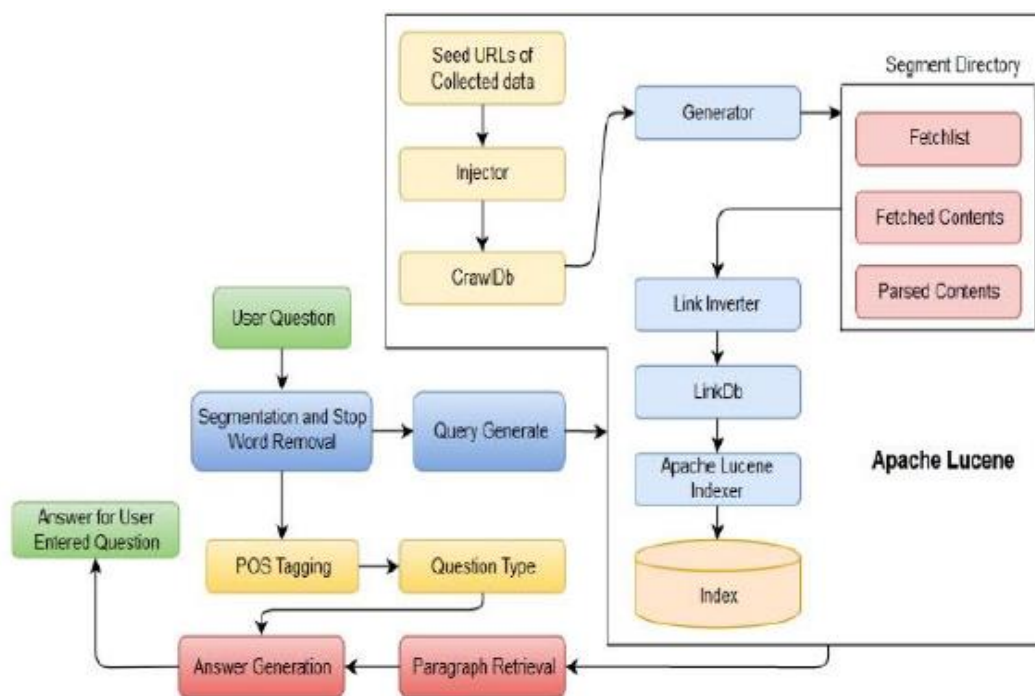 Seed URLs of
Collected data
Segment Directory
Generator
Fetchlist
Injector
Fetched Contents
CrawlDb
Parsed Contents
Link Inverter
User Question
LinkDb
Segmentation and Stop
Word Removal
Query Generate
Apache Lucene
Apache Lucene
Indexer
Answer for User
Entered Question
POS Tagging
Question Type
Index
Answer Generation
Paragraph Retrieval